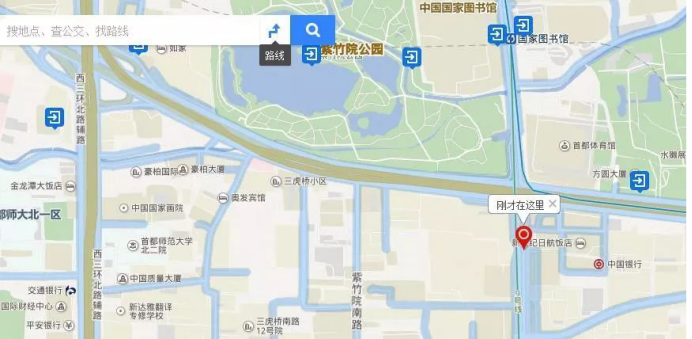 中国国家图书馆
搜地点、查公交、找路线
如家
国家图书馆
路线
紫竹院公园
西三环北路辅路
首都体育馆
水嬉展
豪柏国际
豪柏大厦
三虎桥小区
方圆大厦
金龙潭大饭店
奥发宾馆
刚才在这里
中国国家画院
都师大北一区
首都师范大学
北二院
纪日航饭店
中国银行
西三环北路辅路
中国质量大厦
紫竹院南路
交通银行
国际财经中心
新达雅翻译
专修学校
号线
平安银行
三虎桥南路
12号院